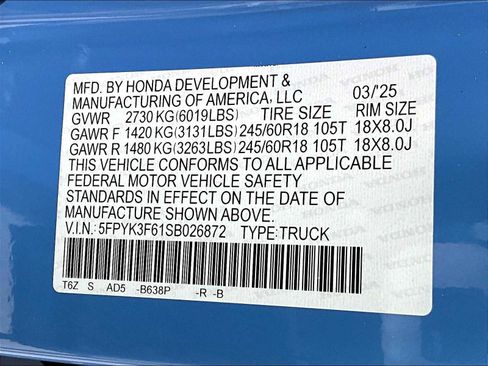 MFD. BY HONDA DEVELOPMENT &
MANUFACTURING OF AMERICA, LLC 03/'25
GVWR 2730 KG(6019LBS) TIRE SIZE RIM SIZE
GAWR F 1420 KG(3131LBS) 245/60R18 105T 18X8.0J
GAWR R 1480 KG(3263LBS) 245/60R18 105T 18X8.0J
THIS VEHICLE CONFORMS TO ALL APPLICABLE
FEDERAL MOTOR VEHICLE SAFETY
STANDARDS IN EFFECT ON THE DATE OF
MANUFACTURE SHOWN ABOVE.
V.I.N.: 5FPYK3F61SB026872 TYPE:TRUCK
T6Z S AD5 -B638P -R -B